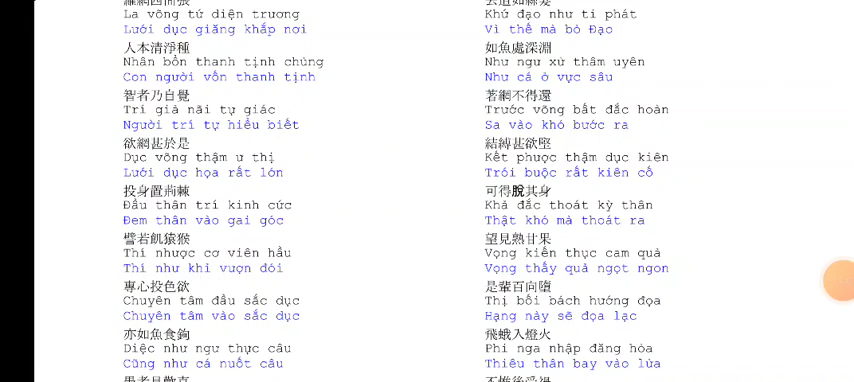 La võng tứ diện trương
Lưới dục giăng khắp nơi
人本清淨種
Nhân bổn thanh tịnh chúng
Con người vốn thanh tịnh
智者乃自覺
Trí giả nãi tự giác
Người trí tự hiểu biết
欲網甚於是
Dục võng thậm ư thị
Lưới dục họa rất lớn
投身置荊棘
Đầu thân trí kinh cức
Đem thân vào gai góc
譬若飢猿猴
Thí nhược cơ viên hầu
Thí như khỉ vượn đói
專心投色欲
Chuyên tâm đầu sắc dục
Chuyên tâm vào sắc dục
亦如魚食鉤
Diệc như ngư thực câu
Cũng như cá nuốt câu
Khứ đạo như ti phát
Vì thế mà bỏ Đạo
如魚處深淵
Như ngư xử thâm uyên
Như cá ở vực sâu
著網不得還
Trước võng bất đắc hoàn
Sa vào khó bước ra
結縛甚欲堅
Kết phược thậm dục kiên
Trói buộc rất kiên cố
可得脫其身
Khả đắc thoát kỳ thân
Thật khó mà thoát ra
望見熟甘果
Vọng kiến thục cam quả
Vọng thấy quả ngọt ngon
是輩百向墮
Thị bối bách hướng đọa
Hạng này sẽ đọa lạc
飛蛾入燈火
Phi nga nhập đăng hỏa
Thiêu thân bay vào lửa